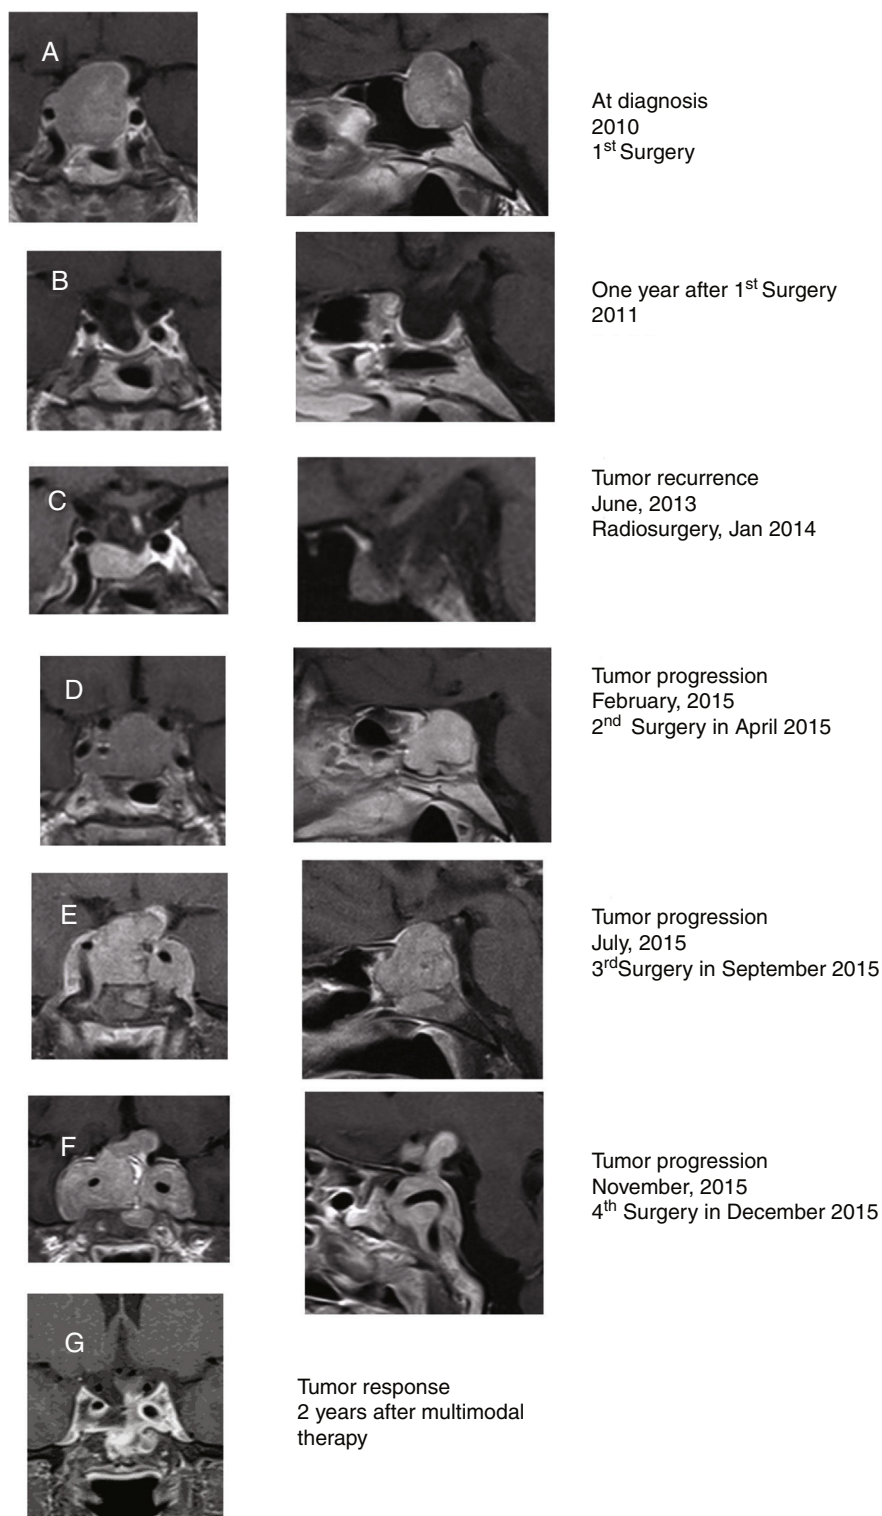 A
At diagnosis
2010
1st Surgery
B
One year after 1st Surgery
2011
C
Tumor recurrence
June, 2013
Radiosurgery, Jan 2014
D
Tumor progression
February, 2015
2nd Surgery in April 2015
E
Tumor progression
July, 2015
3rdSurgery in September 2015
F
Tumor progression
November, 2015
4th Surgery in December 2015
G
Tumor response
2 years after multimodal
therapy